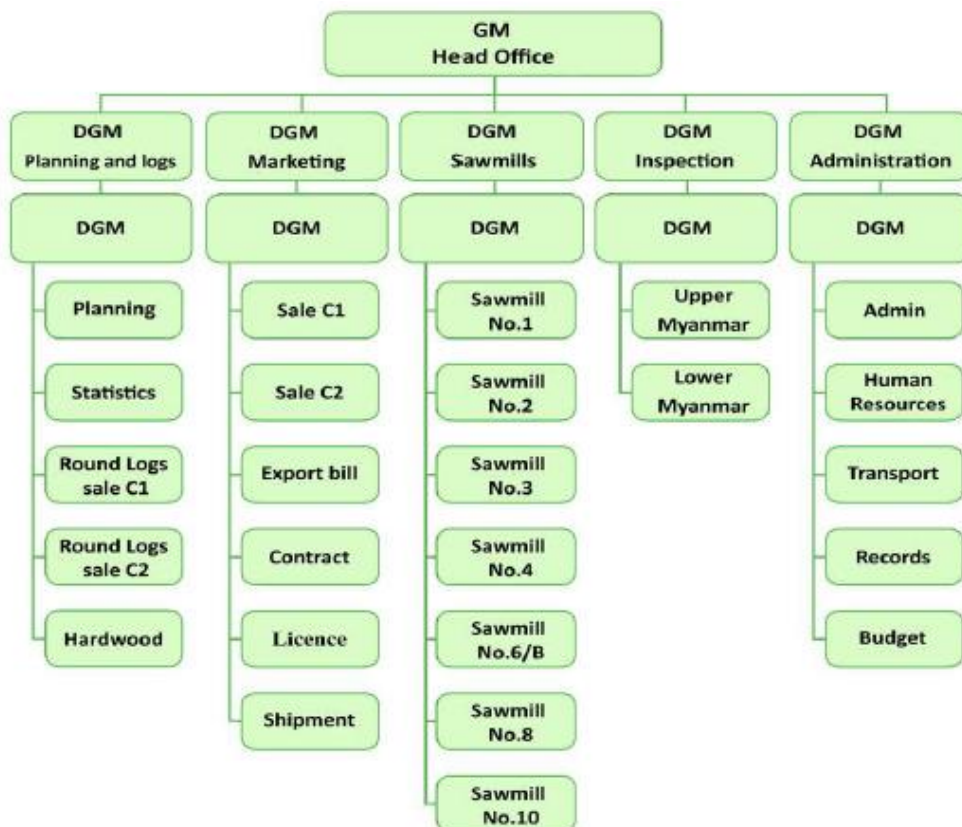 GM
Head Office
DGM
Planning and logs
DGM
Marketing
DGM
Sawmills
DGM
Inspection
DGM
Administration
DGM
DGM
DGM
DGM
DGM
Planning
Statistics
Round Logs
sale C1
Round Logs
sale C2
Hardwood
Sale C1
Sale C2
Export bill
Contract
Licence
Shipment
Sawmill
No.1
Sawmill
No.2
Sawmill
No.3
Sawmill
No.4
Sawmill
No.6/B
Sawmill
No.8
Sawmill
No.10
Upper
Myanmar
Lower
Myanmar
Admin
Human
Resources
Transport
Records
Budget